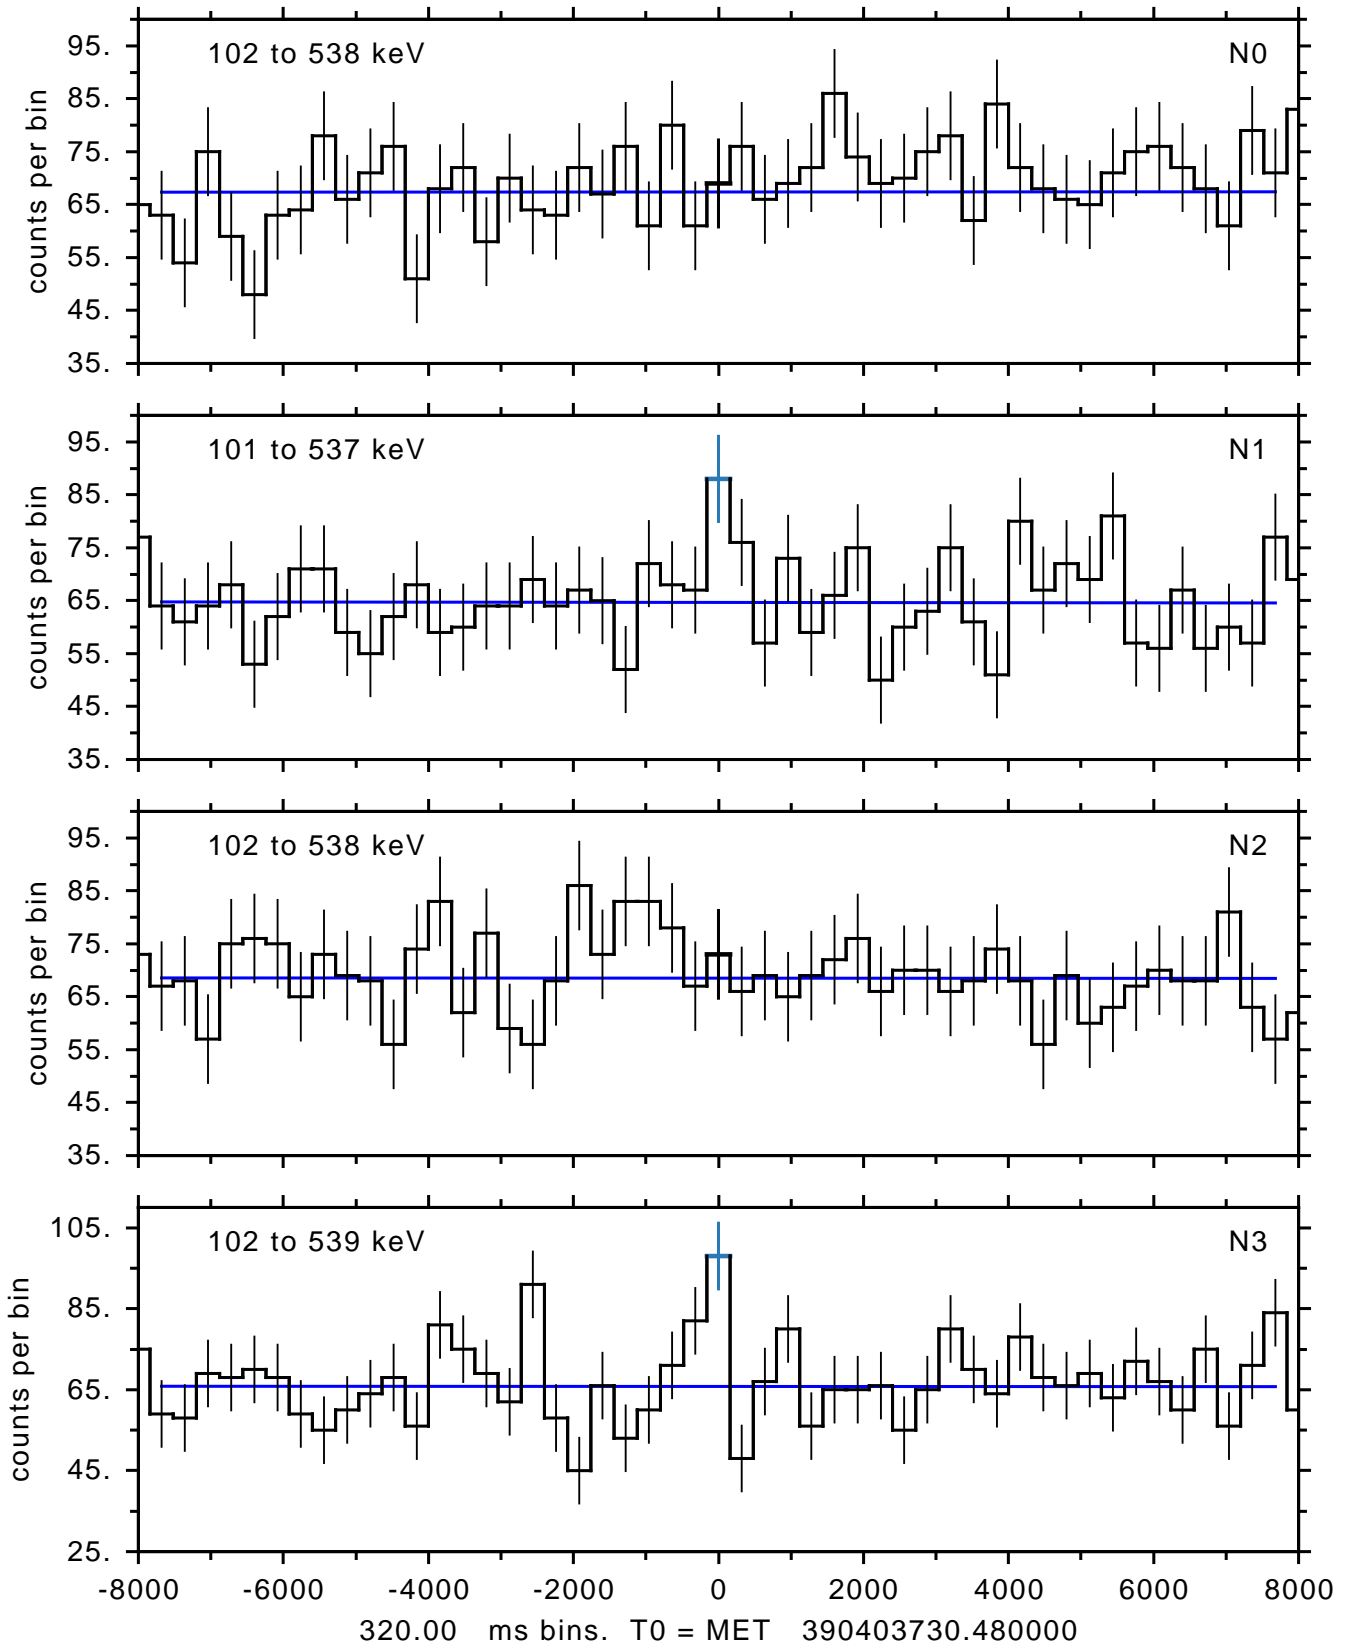 102 to 538 keV N0
95.
85.
75.
65.
55.
45.
35.
counts per bin
101 to 537 keV N1
95.
85.
75.
65.
55.
45.
35.
counts per bin
102 to 538 keV N2
95.
85.
75.
65.
55.
45.
35.
counts per bin
102 to 539 keV N3
105.
85.
65.
45.
25.
counts per bin
-8000 -6000 -4000 -2000 0 2000 4000 6000 8000
320.00 ms bins. T0 = MET 390403730.480000